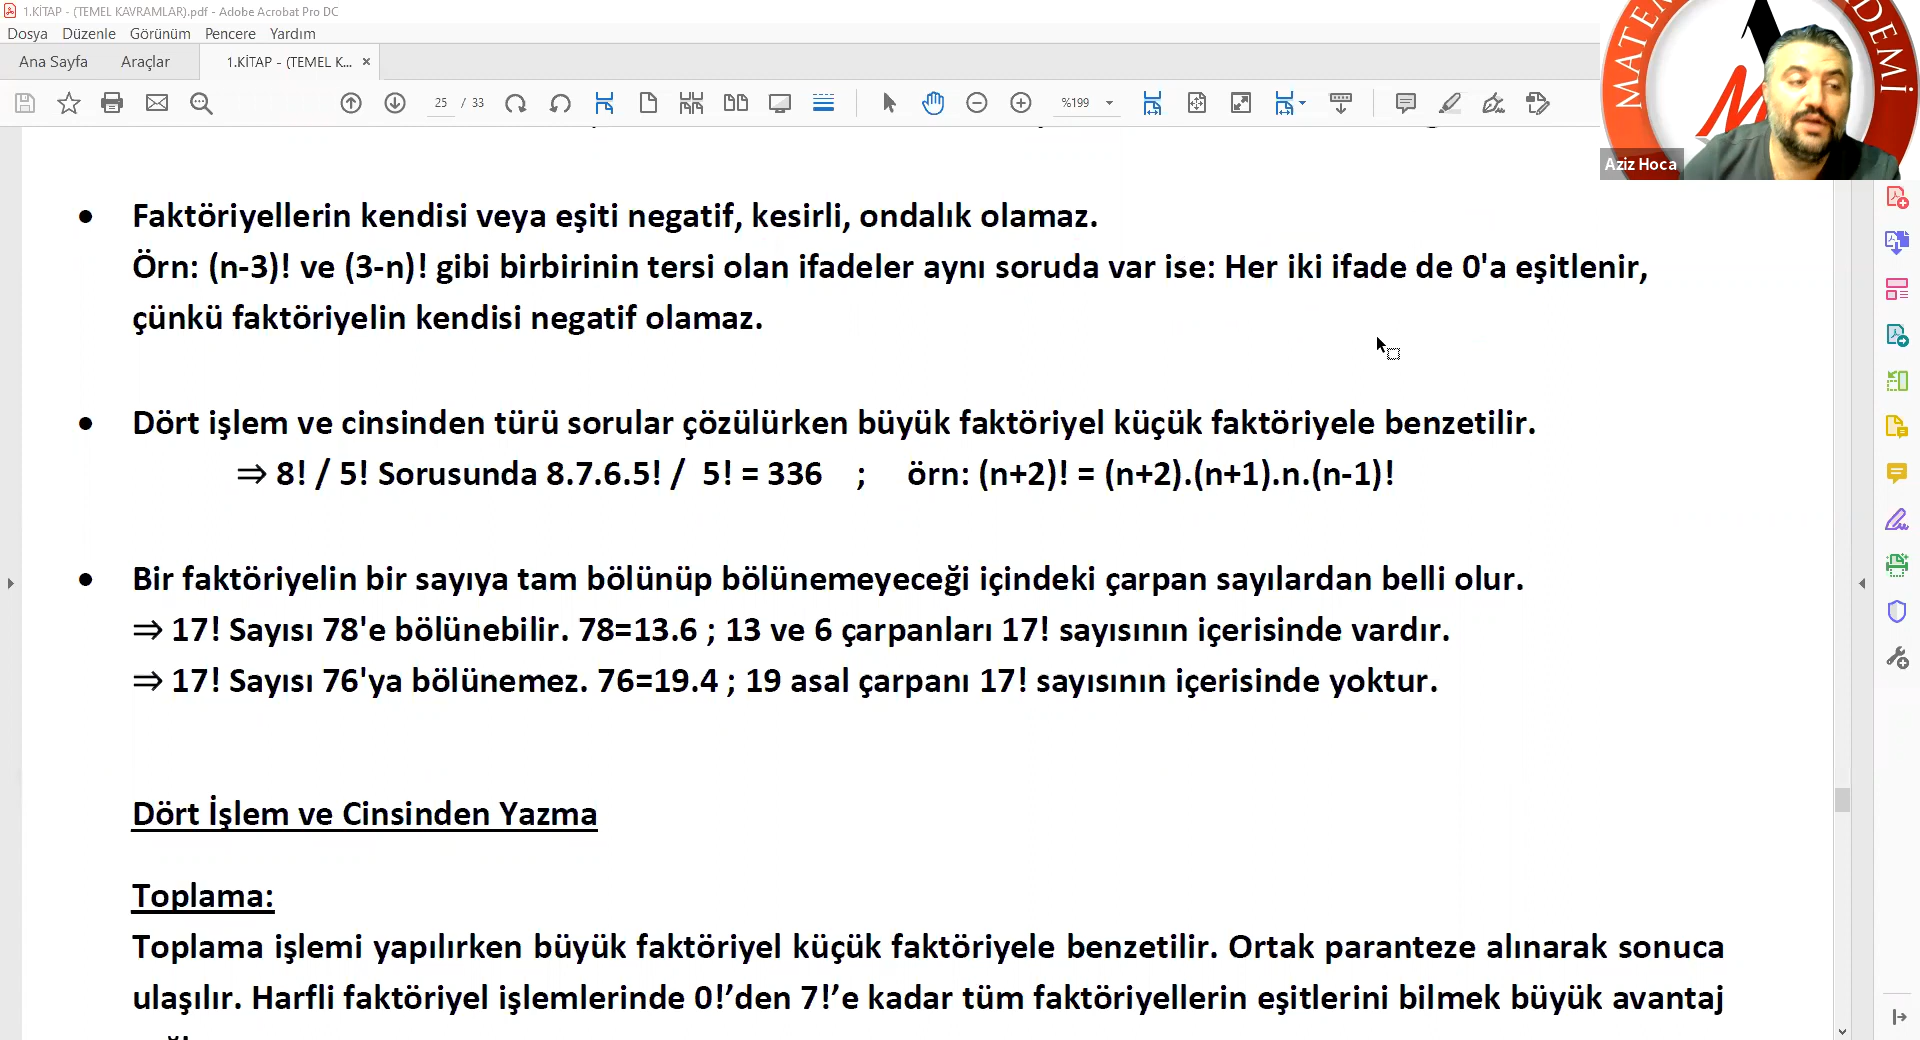 1.KİTAP - (TEMEL KAVRAMLAR).pdf - Adobe Acrobat Pro DC
Dosya Düzenle Görünüm Pencere Yardım
Ana Sayfa Araçlar 1.KİTAP - (TEMEL K... ×
25 / 33 %199
Aziz Hoca
• Faktöriyellerin kendisi veya eşiti negatif, kesirli, ondalık olamaz.
Örn: (n-3)! ve (3-n)! gibi birbirinin tersi olan ifadeler aynı soruda var ise: Her iki ifade de 0'a eşitlenir,
çünkü faktöriyelin kendisi negatif olamaz.
• Dört işlem ve cinsinden türü sorular çözülürken büyük faktöriyel küçük faktöriyele benzetilir.
⇒ 8! / 5! Sorusunda 8.7.6.5! / 5! = 336 ; örn: (n+2)! = (n+2).(n+1).n.(n-1)!
• Bir faktöriyelin bir sayıya tam bölünüp bölünemeyeceği içindeki çarpan sayılardan belli olur.
⇒ 17! Sayısı 78'e bölünebilir. 78=13.6 ; 13 ve 6 çarpanları 17! sayısının içerisinde vardır.
⇒ 17! Sayısı 76'ya bölünemez. 76=19.4 ; 19 asal çarpanı 17! sayısının içerisinde yoktur.
Dört İşlem ve Cinsinden Yazma
Toplama:
Toplama işlemi yapılırken büyük faktöriyel küçük faktöriyele benzetilir. Ortak paranteze alınarak sonuca
ulaşılır. Harfli faktöriyel işlemlerinde 0!’den 7!’e kadar tüm faktöriyellerin eşitlerini bilmek büyük avantaj